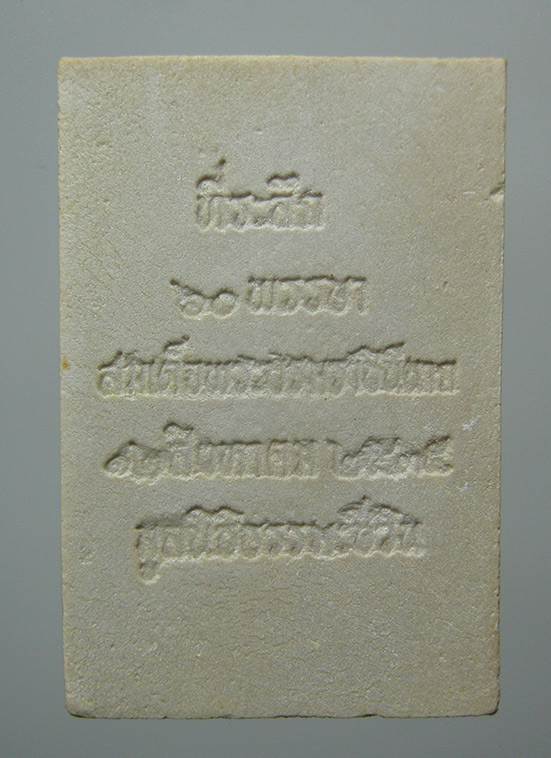 ที่ระลึก
๖๐ พรรษา
สมเด็จพระบรมราชินีนาถ
๑๒ สิงหาคม ๒๕๓๕